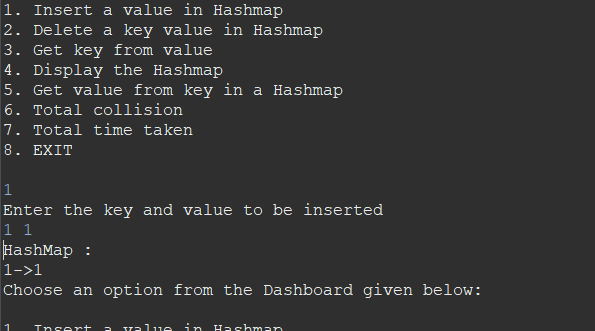 1. Insert a value in Hashmap
2. Delete a key value in Hashmap
3. Get key from value
4. Display the Hashmap
5. Get value from key in a Hashmap
6. Total collision
7. Total time taken
8. EXIT
1
Enter the key and value to be inserted
1 1
HashMap :
1->1
Choose an option from the Dashboard given below:
1. Insert a value in Hashmap